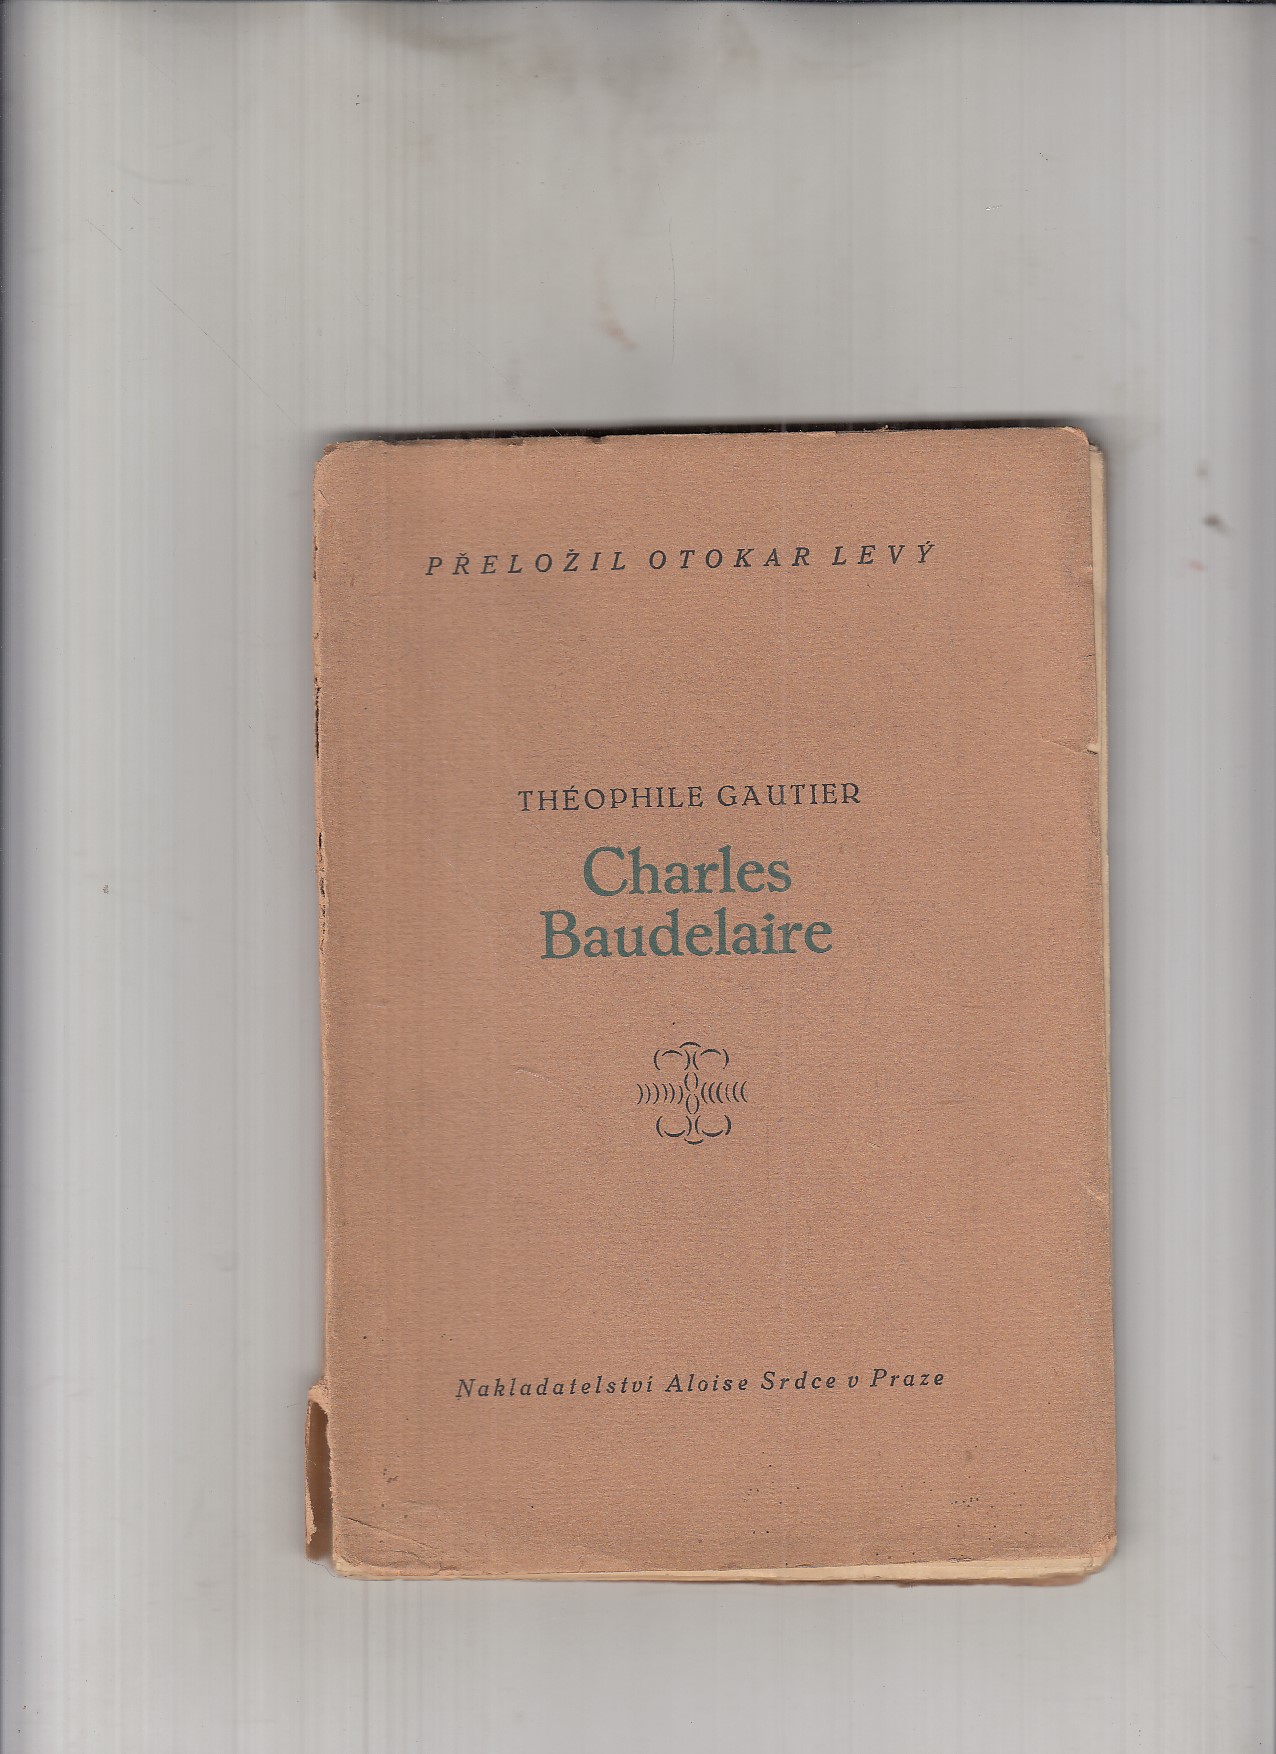 PŘELOŽIL OTOKAR LEVÝ
THÉOPHILE GAUTIER
Charles
Baudelaire
Nakladatelství Aloise Srdce v Praze